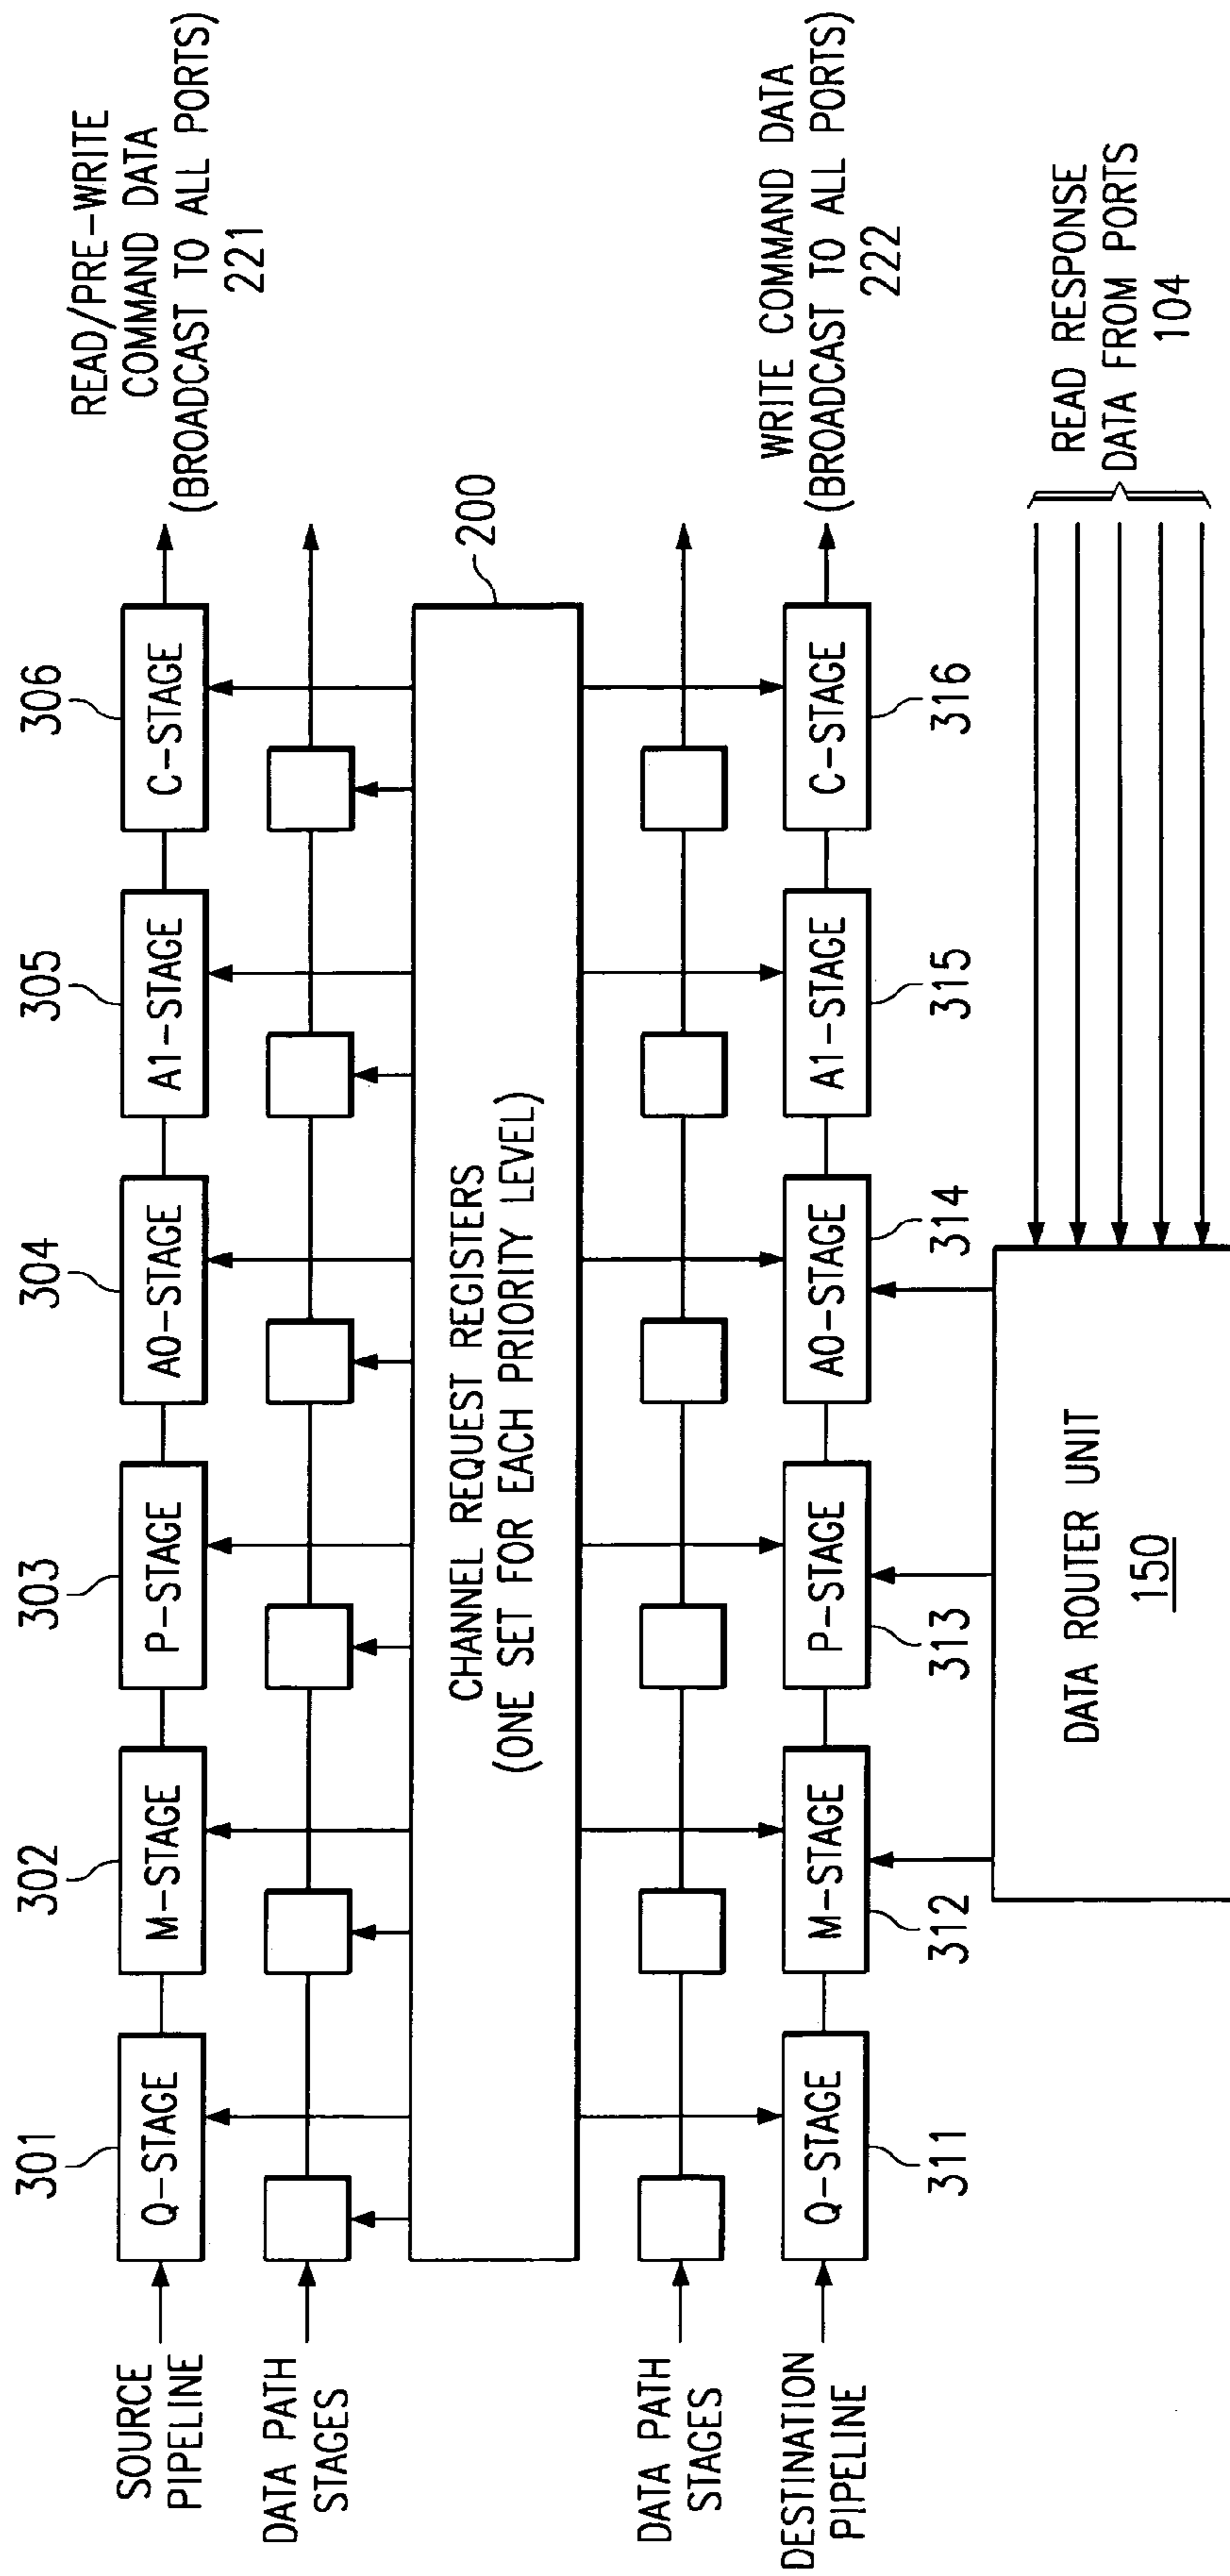 301
302
303
304
305
306
SOURCE
PIPELINE
Q-STAGE
M-STAGE
P-STAGE
A0-STAGE
A1-STAGE
C-STAGE
READ/PRE-WRITE
COMMAND DATA
(BROADCAST TO ALL PORTS)
221
DATA PATH
STAGES
200
CHANNEL REQUEST REGISTERS
(ONE SET FOR EACH PRIORITY LEVEL)
DATA PATH
STAGES
DESTINATION
PIPELINE
Q-STAGE
M-STAGE
P-STAGE
A0-STAGE
A1-STAGE
C-STAGE
WRITE COMMAND DATA
(BROADCAST TO ALL PORTS)
222
311
312
313
314
315
316
DATA ROUTER UNIT
150
READ RESPONSE
DATA FROM PORTS
104